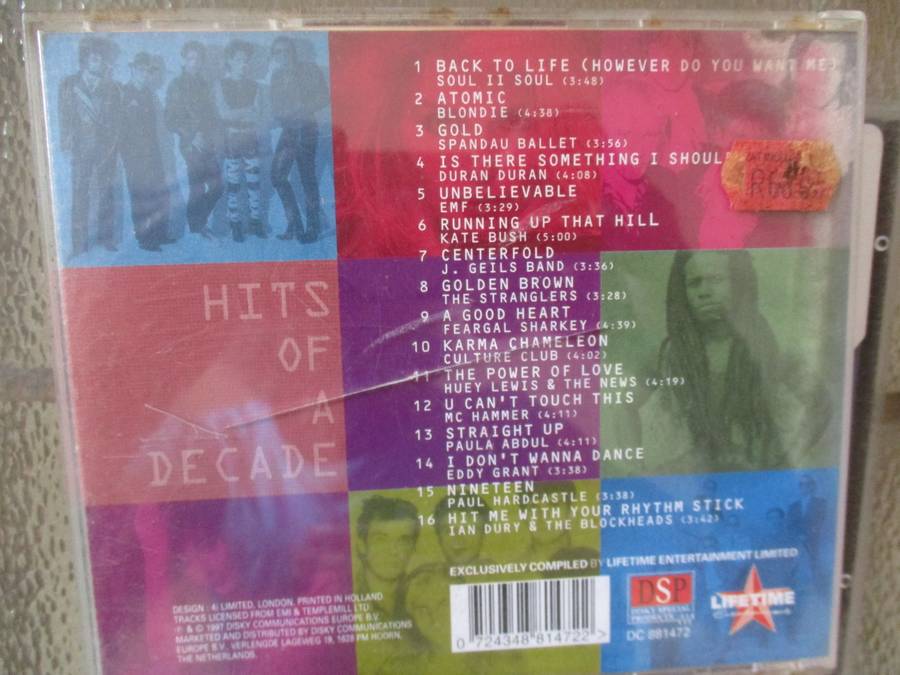 1 BACK TO LIFE (HOWEVER DO YOU WANT ME)
SOUL II SOUL (3:48)
2 ATOMIC
BLONDIE (4:38)
3 GOLD
SPANDAU BALLET (3:56)
4 IS THERE SOMETHING I SHOUL
DURAN DURAN (4:08)
5 UNBELIEVABLE
EMF (3:29)
6 RUNNING UP THAT HILL
KATE BUSH (5:00)
7 CENTERFOLD
J. GEILS BAND (3:36)
8 GOLDEN BROWN
THE STRANGLERS (3:28)
9 A GOOD HEART
FEARGAL SHARKEY (4:39)
10 KARMA CHAMELEON
CULTURE CLUB (4:02)
11 THE POWER OF LOVE
HUEY LEWIS & THE NEWS (4:19)
12 U CAN'T TOUCH THIS
MC HAMMER (4:11)
13 STRAIGHT UP
PAULA ABDUL (4:11)
14 I DON'T WANNA DANCE
EDDY GRANT (3:38)
15 NINETEEN
PAUL HARDCASTLE (3:38)
16 HIT ME WITH YOUR RHYTHM STICK
IAN DURY & THE BLOCKHEADS (3:42)
HITS
OF
A
DECADE
EXCLUSIVELY COMPILED BY LIFETIME ENTERTAINMENT LIMITED
DESIGN : 4i LIMITED, LONDON. PRINTED IN HOLLAND
TRACKS LICENSED FROM EMI & TEMPLEMILL LTD
℗ & © 1997 DISKY COMMUNICATIONS EUROPE B.V.
MARKETED AND DISTRIBUTED BY DISKY COMMUNICATIONS
EUROPE B.V., VERLENGDE LAGEWEG 19, 1628 PM HOORN,
THE NETHERLANDS.
0 724348 814722 >
DSP
DISKY SPECIAL
PRODUCTS
DC 881472
LIFETIME